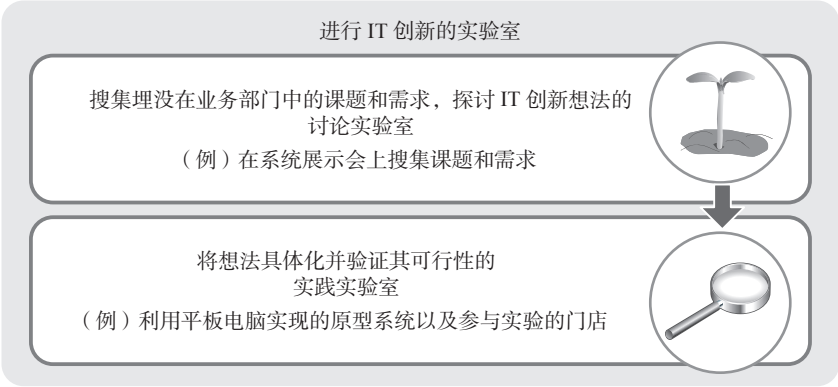 进行 IT 创新的实验室
搜集埋没在业务部门中的课题和需求，探讨 IT 创新想法的
讨论实验室
（例）在系统展示会上搜集课题和需求
将想法具体化并验证其可行性的
实践实验室
（例）利用平板电脑实现的原型系统以及参与实验的门店